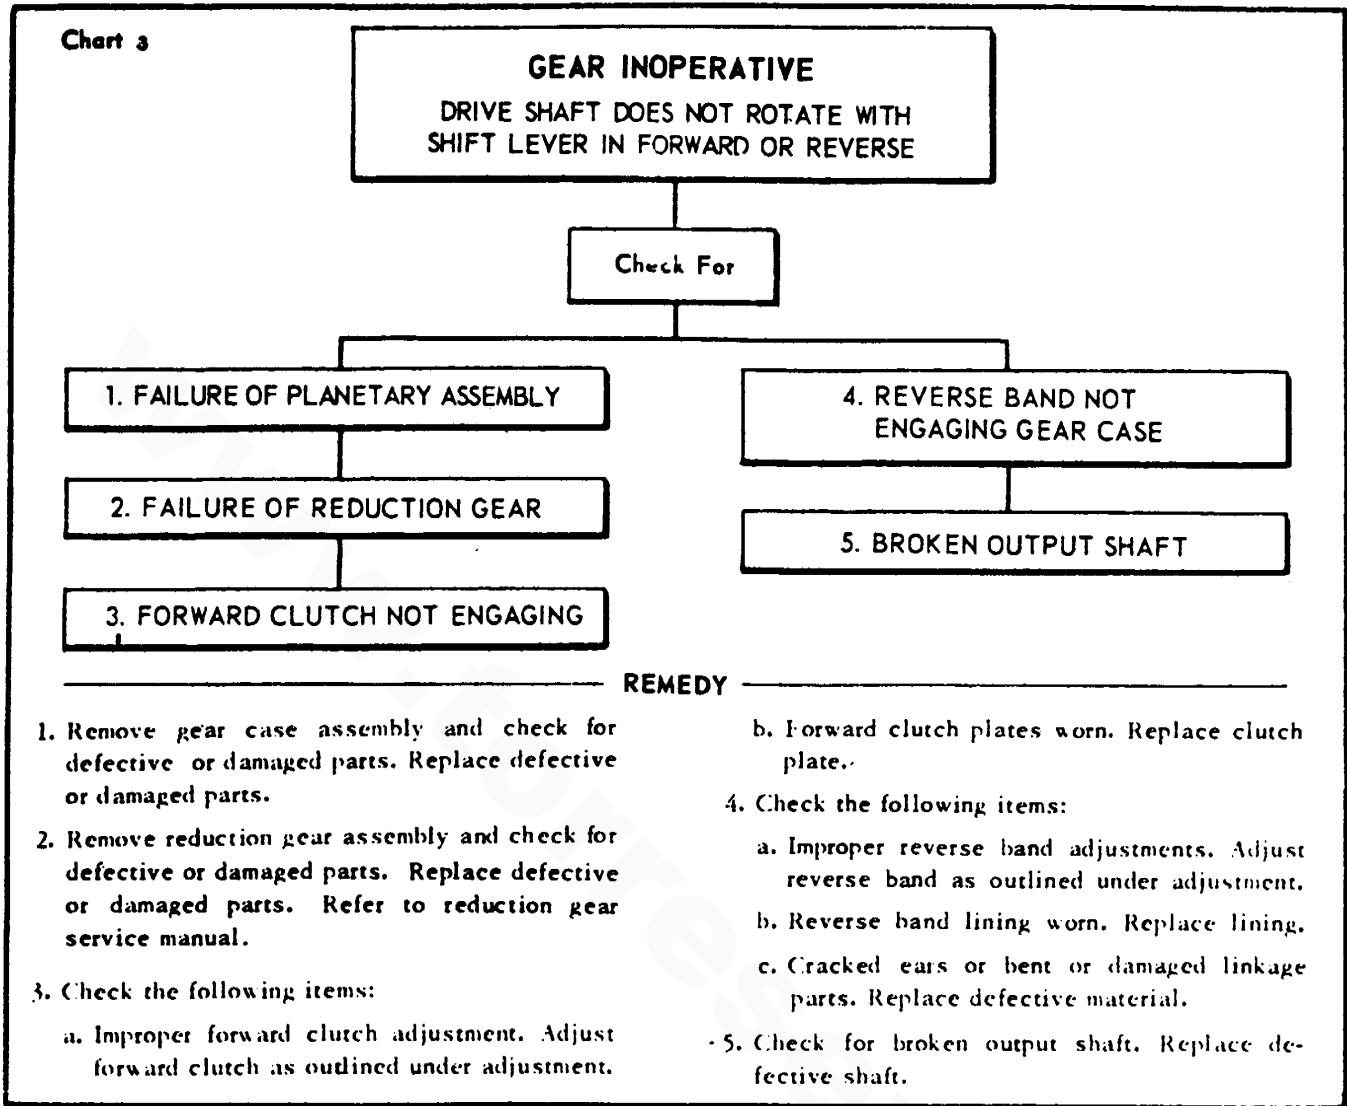 Chart 3
GEAR INOPERATIVE
DRIVE SHAFT DOES NOT ROTATE WITH
SHIFT LEVER IN FORWARD OR REVERSE
Check For
1. FAILURE OF PLANETARY ASSEMBLY
2. FAILURE OF REDUCTION GEAR
3. FORWARD CLUTCH NOT ENGAGING
4. REVERSE BAND NOT
ENGAGING GEAR CASE
5. BROKEN OUTPUT SHAFT
REMEDY
1. Remove gear case assembly and check for
defective or damaged parts. Replace defective
or damaged parts.
2. Remove reduction gear assembly and check for
defective or damaged parts. Replace defective
or damaged parts. Refer to reduction gear
service manual.
3. Check the following items:
a. Improper forward clutch adjustment. Adjust
forward clutch as outlined under adjustment.
b. Forward clutch plates worn. Replace clutch
plate.
4. Check the following items:
a. Improper reverse band adjustments. Adjust
reverse band as outlined under adjustment.
b. Reverse band lining worn. Replace lining.
c. Cracked ears or bent or damaged linkage
parts. Replace defective material.
5. Check for broken output shaft. Replace de-
fective shaft.